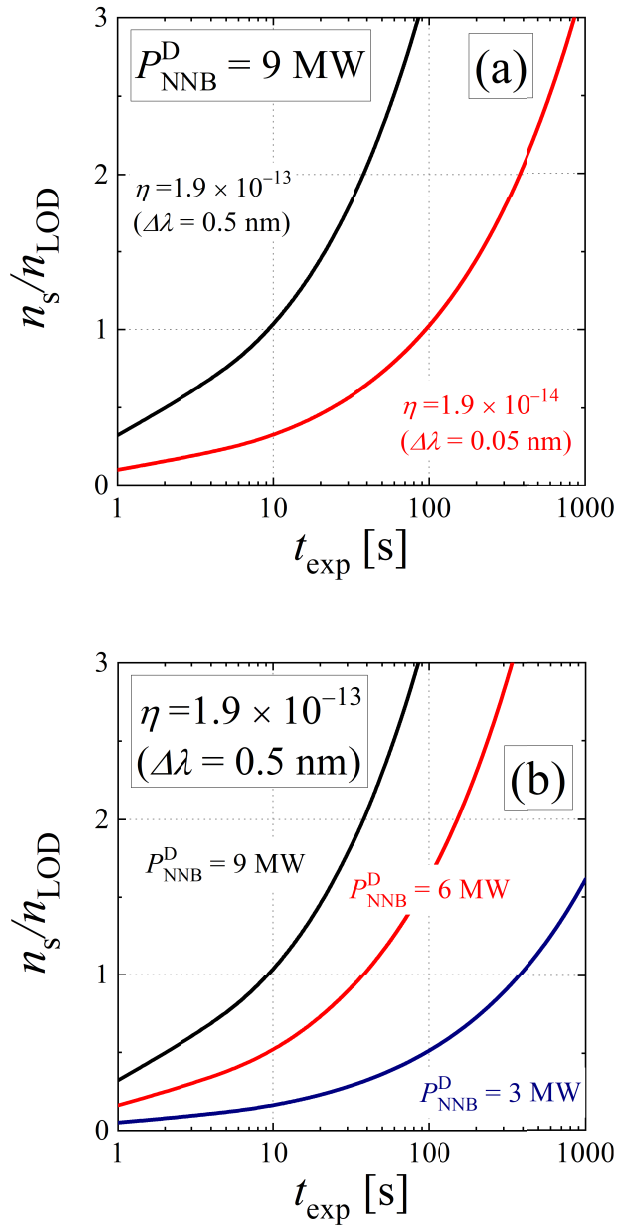 P^D_NNB = 9 MW
(a)
η = 1.9 × 10⁻¹³
(Δλ = 0.5 nm)
η = 1.9 × 10⁻¹⁴
(Δλ = 0.05 nm)
3
2
1
0
n_s/n_LOD
1
10
100
1000
t_exp [s]
η = 1.9 × 10⁻¹³
(Δλ = 0.5 nm)
(b)
P^D_NNB = 9 MW
P^D_NNB = 6 MW
P^D_NNB = 3 MW
3
2
1
0
n_s/n_LOD
1
10
100
1000
t_exp [s]